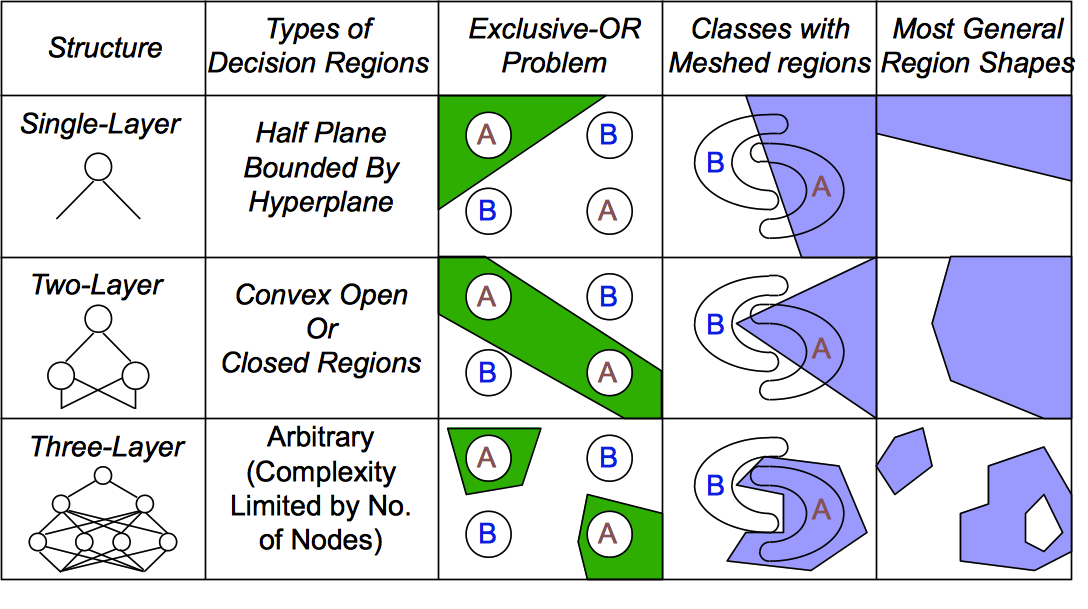 Structure
Types of
Decision Regions
Exclusive-OR
Problem
Classes with
Meshed regions
Most General
Region Shapes
Single-Layer
Half Plane
Bounded By
Hyperplane
A
B
B
A
B
A
Two-Layer
Convex Open
Or
Closed Regions
A
B
B
A
B
A
Three-Layer
Arbitrary
(Complexity
Limited by No.
of Nodes)
A
B
B
A
B
A